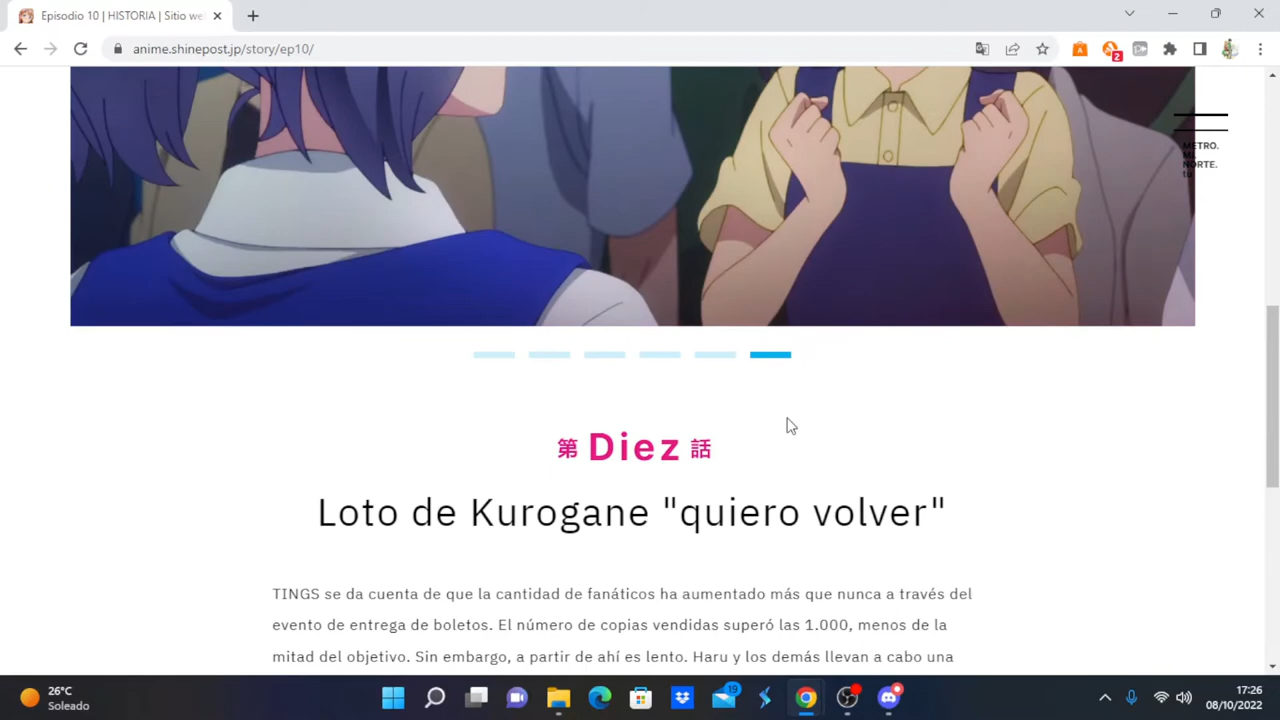 Episodio 10 | HISTORIA | Sitio we
anime.shinepost.jp/story/ep10/
2
METRO.
NORTE.
tu
第 Diez 話
Loto de Kurogane "quiero volver"
TINGS se da cuenta de que la cantidad de fanáticos ha aumentado más que nunca a través del
evento de entrega de boletos. El número de copias vendidas superó las 1.000, menos de la
mitad del objetivo. Sin embargo, a partir de ahí es lento. Haru y los demás llevan a cabo una
26°C
Soleado
19
17:26
08/10/2022